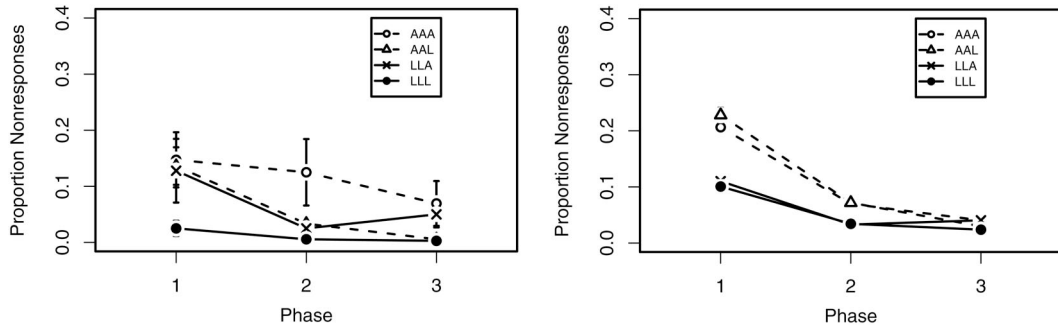 Proportion Nonresponses
0.4
0.3
0.2
0.1
0.0
AAA
AAL
LLA
LLL
1 2 3
Phase
Proportion Nonresponses
0.4
0.3
0.2
0.1
0.0
AAA
AAL
LLA
LLL
1 2 3
Phase